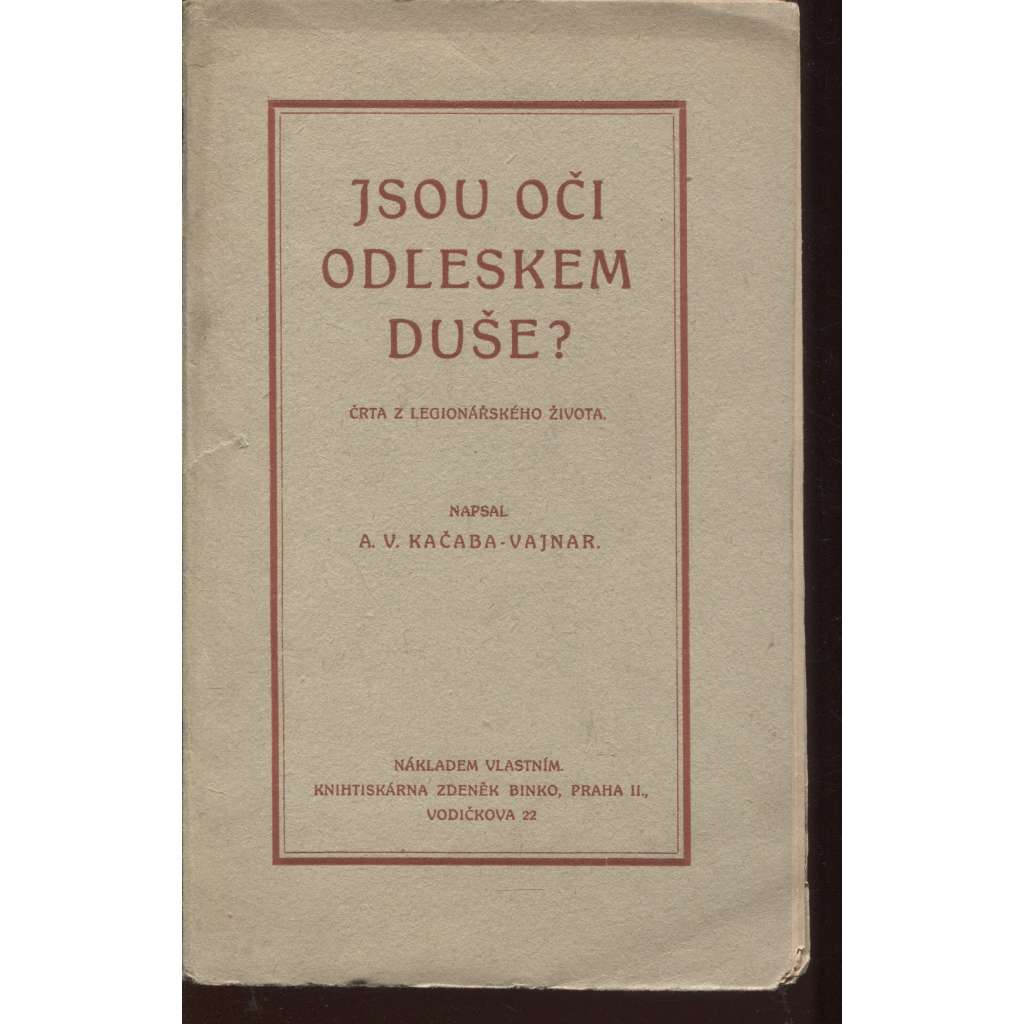 JSOU OČI
ODLESKEM
DUŠE?
ČRTA Z LEGIONÁŘSKÉHO ŽIVOTA.
NAPSAL
A. V. KAČABA-VAJNAR.
NÁKLADEM VLASTNÍM.
KNIHTISKÁRNA ZDENĚK BINKO, PRAHA II.,
VODIČKOVA 22